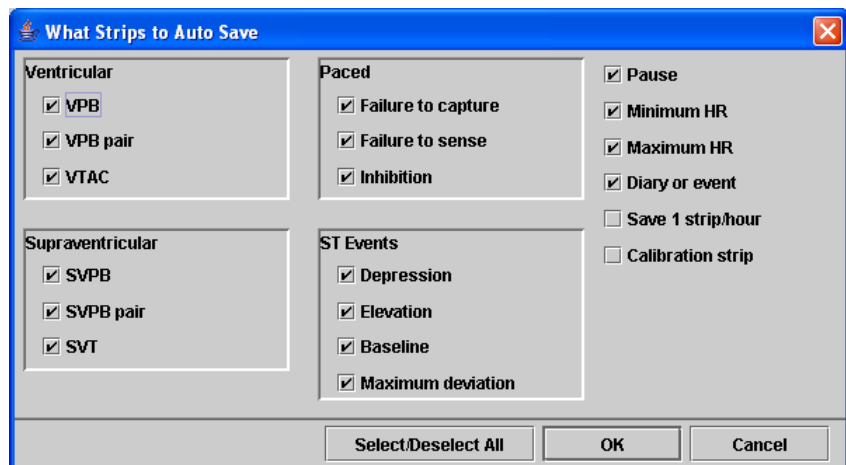 What Strips to Auto Save
Ventricular
VPB
VPB pair
VTAC
Supraventricular
SVPB
SVPB pair
SVT
Paced
Failure to capture
Failure to sense
Inhibition
ST Events
Depression
Elevation
Baseline
Maximum deviation
Pause
Minimum HR
Maximum HR
Diary or event
Save 1 strip/hour
Calibration strip
Select/Deselect All
OK
Cancel